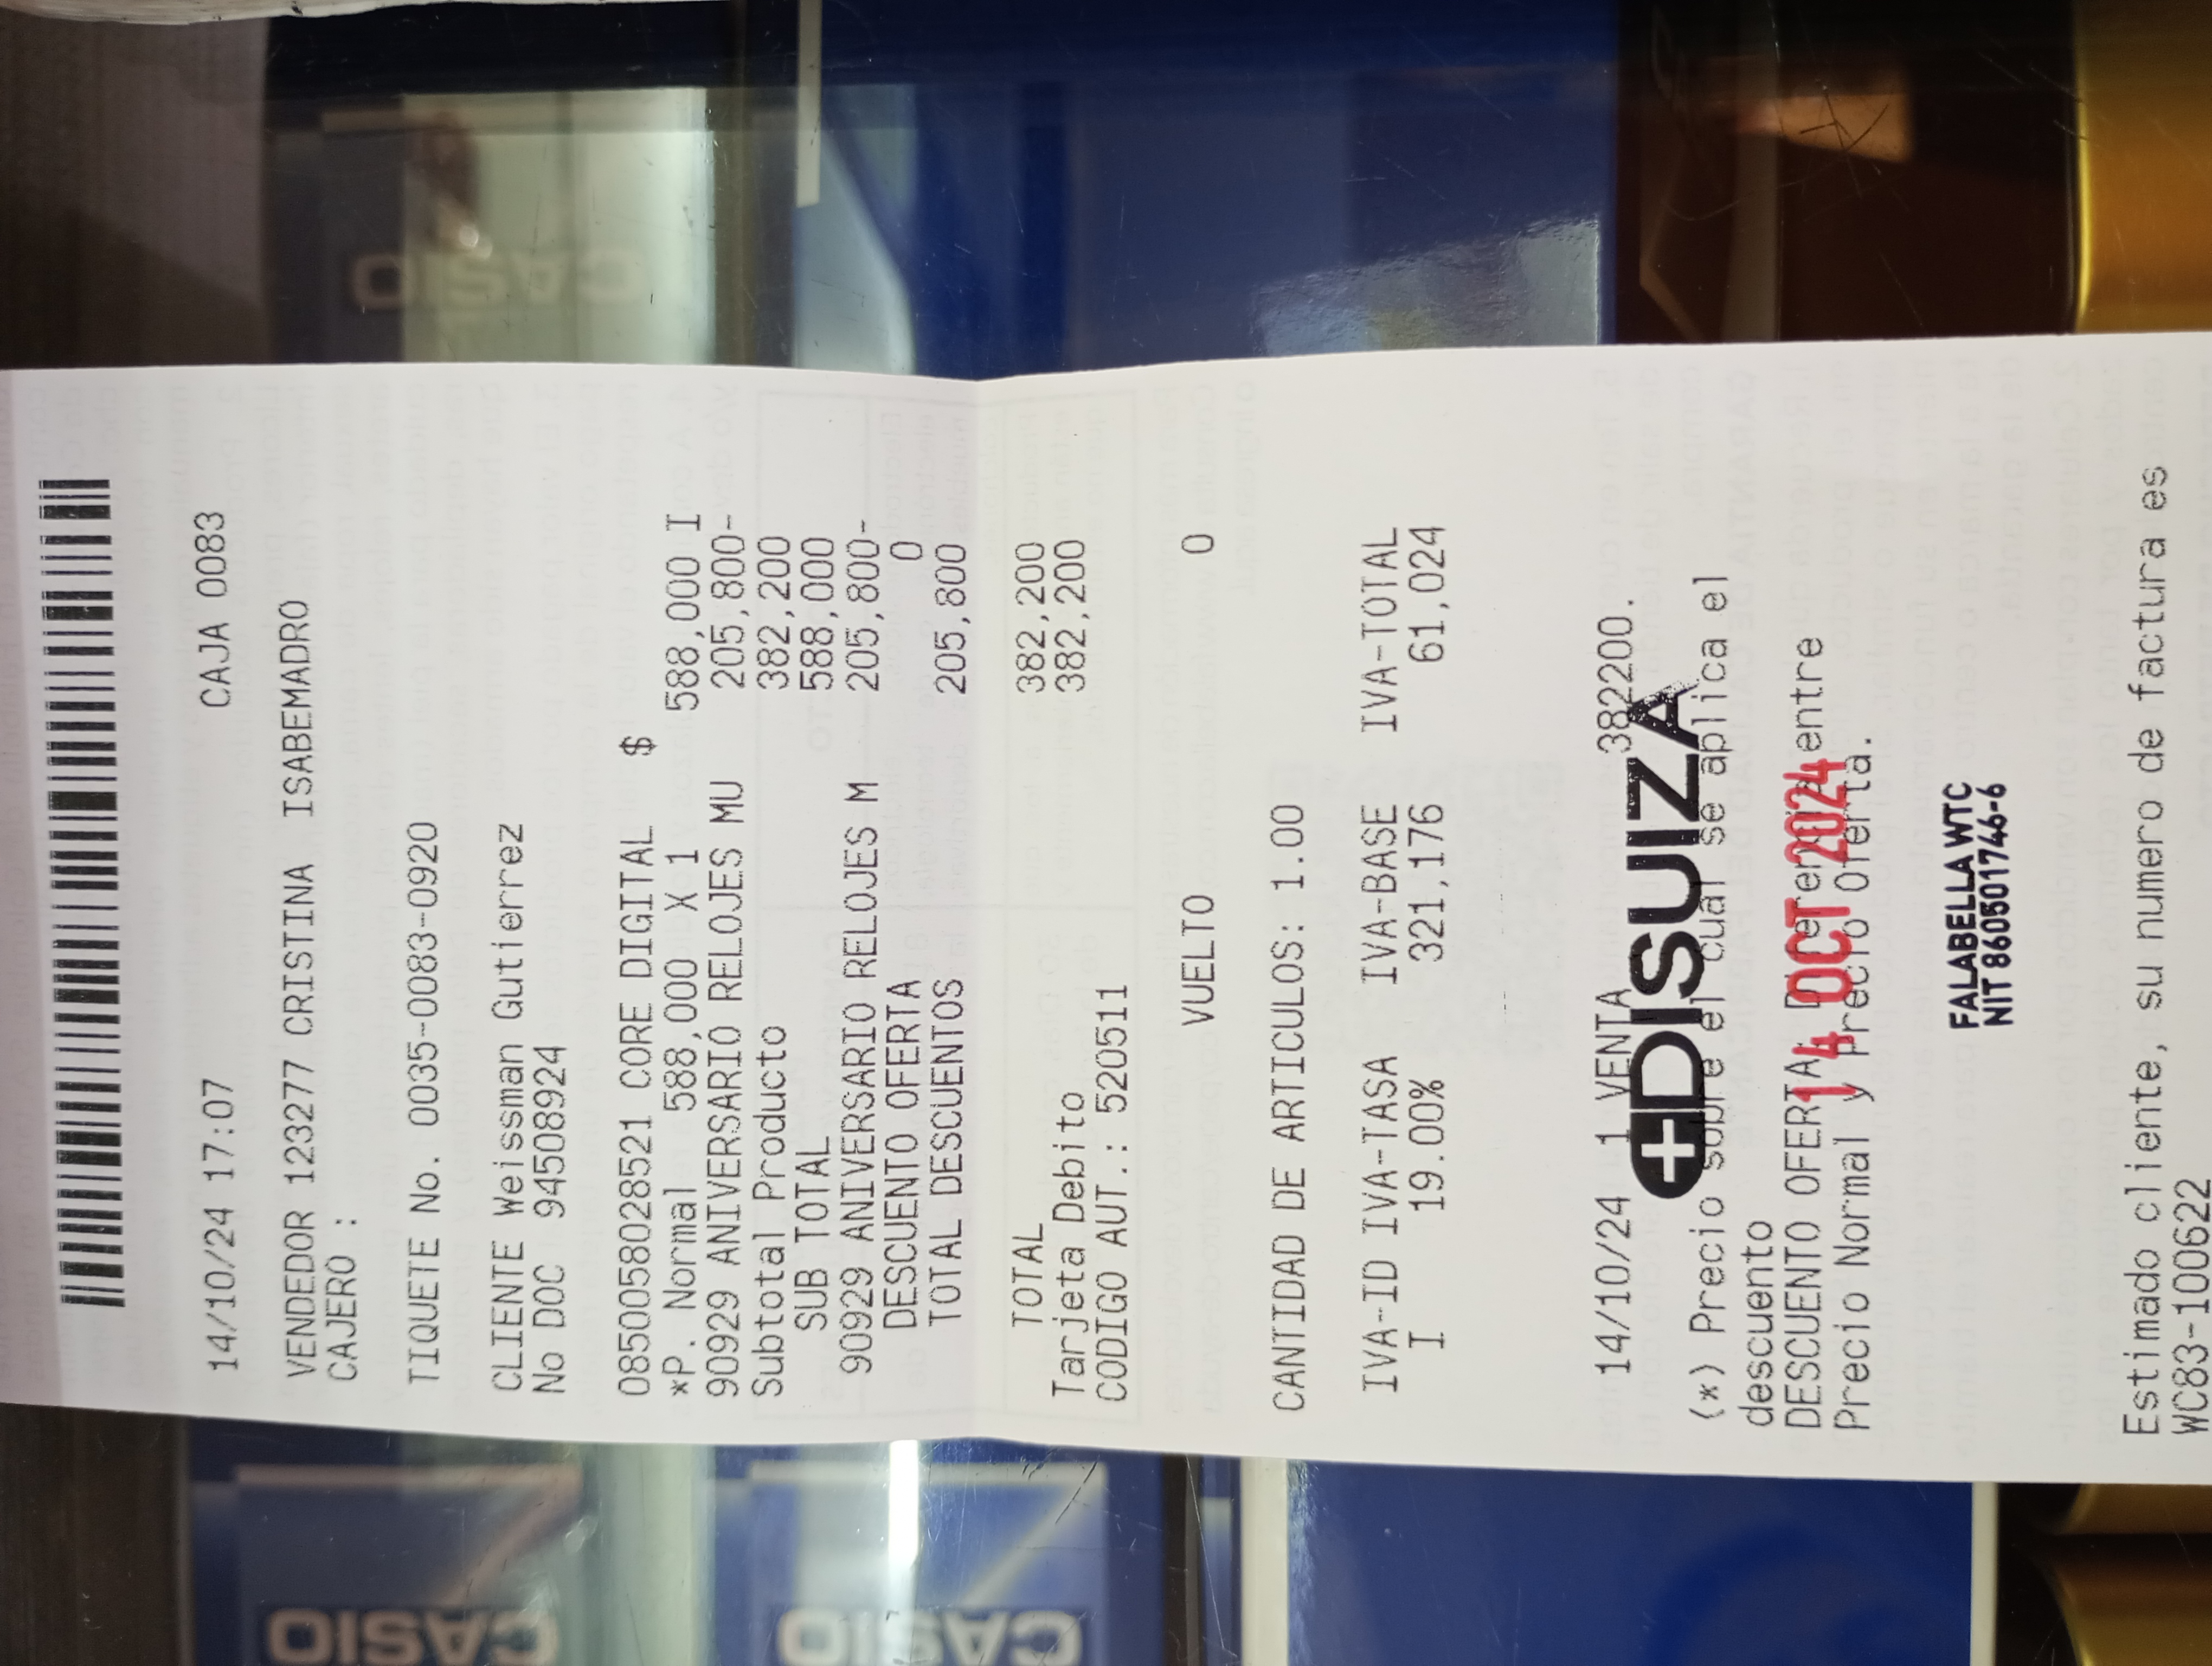 14/10/24 17:07 CAJA 0083
VENDEDOR 123277 CRISTINA ISABEMADRO
CAJERO :
TIQUETE No. 0035-0083-0920
CLIENTE Weissman Gutierrez
No DOC 94508924
0850058028521 CORE DIGITAL $
*P. Normal 588,000 X 1 588,000 I
90929 ANIVERSARIO RELOJES MU 205,800-
Subtotal Producto 382,200
SUB TOTAL 588,000
90929 ANIVERSARIO RELOJES M 205,800-
DESCUENTO OFERTA 0
TOTAL DESCUENTOS 205,800
TOTAL 382,200
Tarjeta Debito 382,200
CODIGO AUT.: 520511
VUELTO 0
CANTIDAD DE ARTICULOS: 1.00
IVA-ID IVA-TASA IVA-BASE IVA-TOTAL
I 19.00% 321,176 61,024
14/10/24 1 VENTA 382200.
DISUIZA
(*) Precio sobre el cual se aplica el
descuento
DESCUENTO OFERTA: Diferencia entre
14 OCT 2024
Precio Normal y Precio Oferta.
FALABELLA WTC
NIT 860501746-6
Estimado cliente, su numero de factura es
WC83-100622
CASIO
CASIO
CASIO